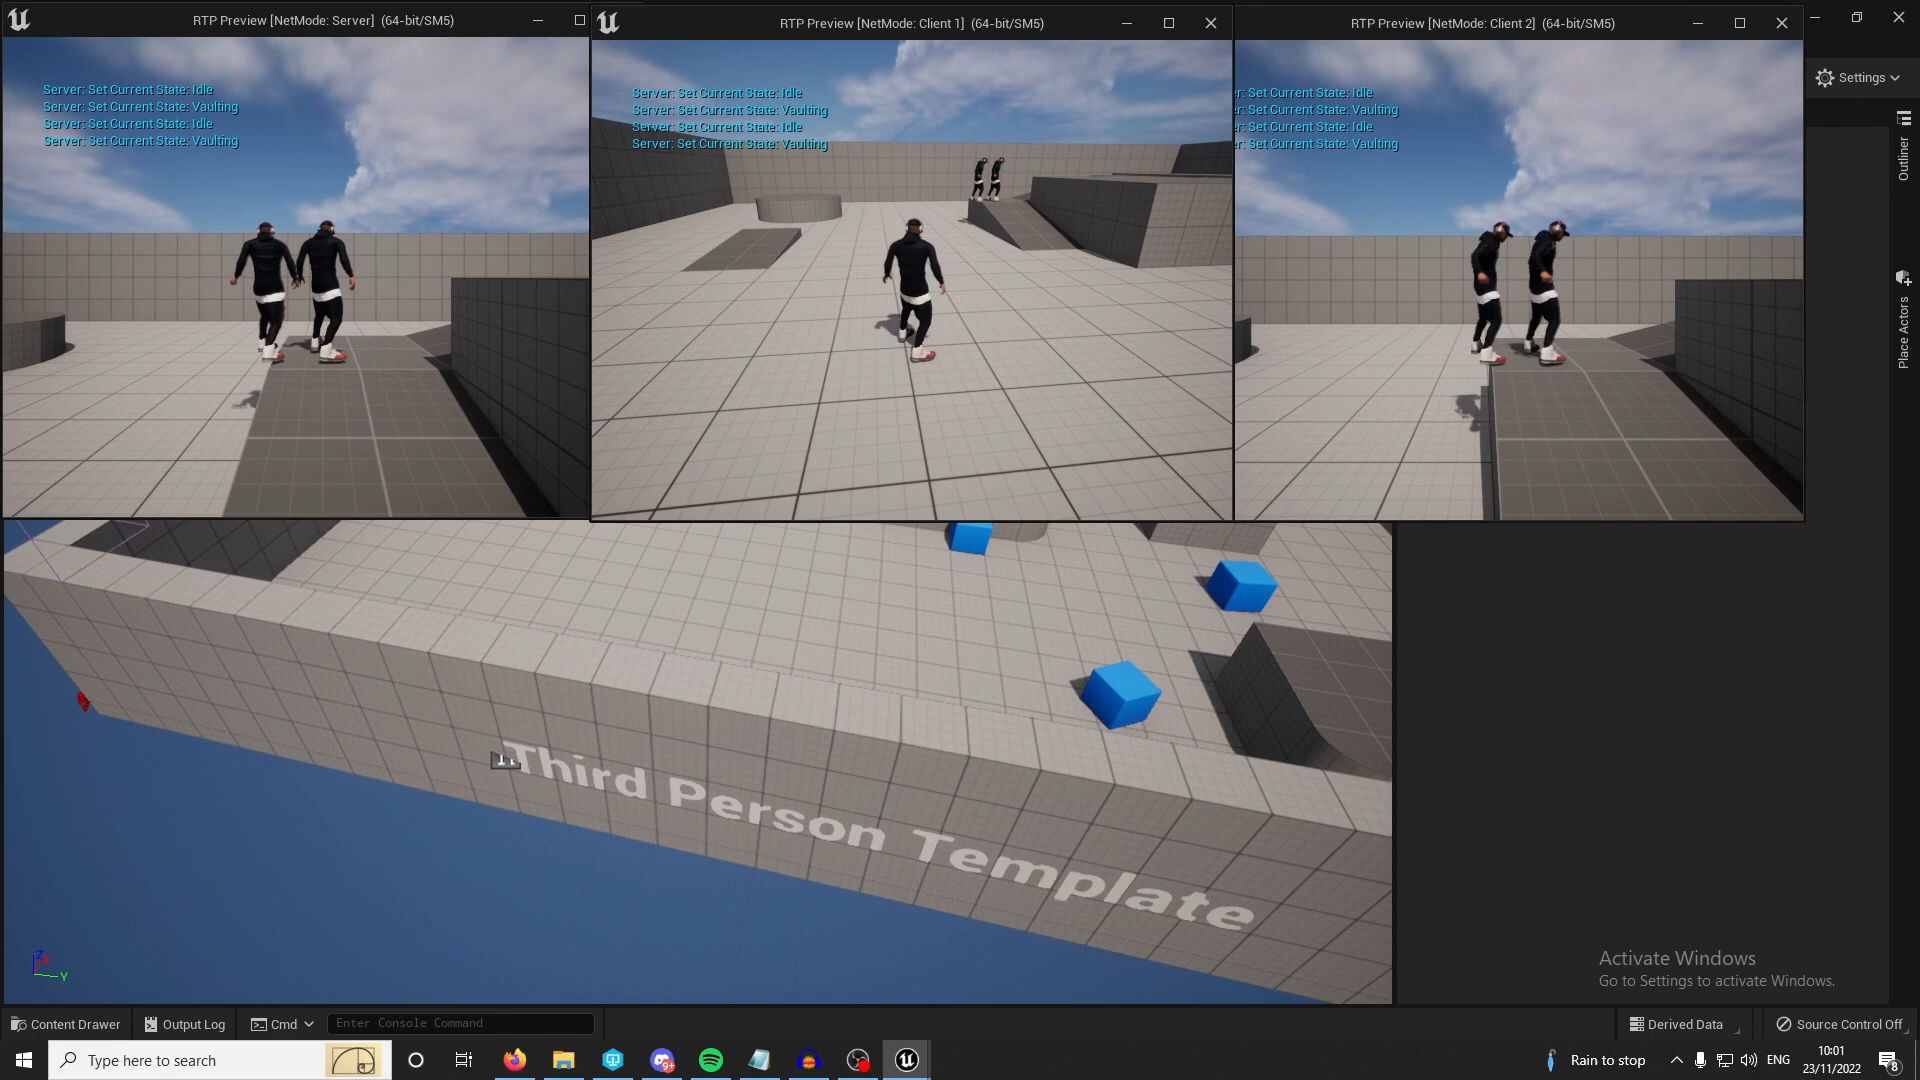 RTP Preview [NetMode: Server] (64-bit/SM5)
RTP Preview [NetMode: Client 1] (64-bit/SM5)
RTP Preview [NetMode: Client 2] (64-bit/SM5)
Settings
Server: Set Current State: Idle
Server: Set Current State: Vaulting
Server: Set Current State: Idle
Server: Set Current State: Vaulting
Server: Set Current State: Idle
Server: Set Current State: Vaulting
Server: Set Current State: Idle
Server: Set Current State: Vaulting
er: Set Current State: Idle
er: Set Current State: Vaulting
er: Set Current State: Idle
er: Set Current State: Vaulting
Outliner
Place Actors
Third Person Template
Z
X
Y
Activate Windows
Go to Settings to activate Windows.
Content Drawer
Output Log
Cmd
Enter Console Command
Derived Data
Source Control Off
Type here to search
9+
Rain to stop
ENG
10:01
23/11/2022
8